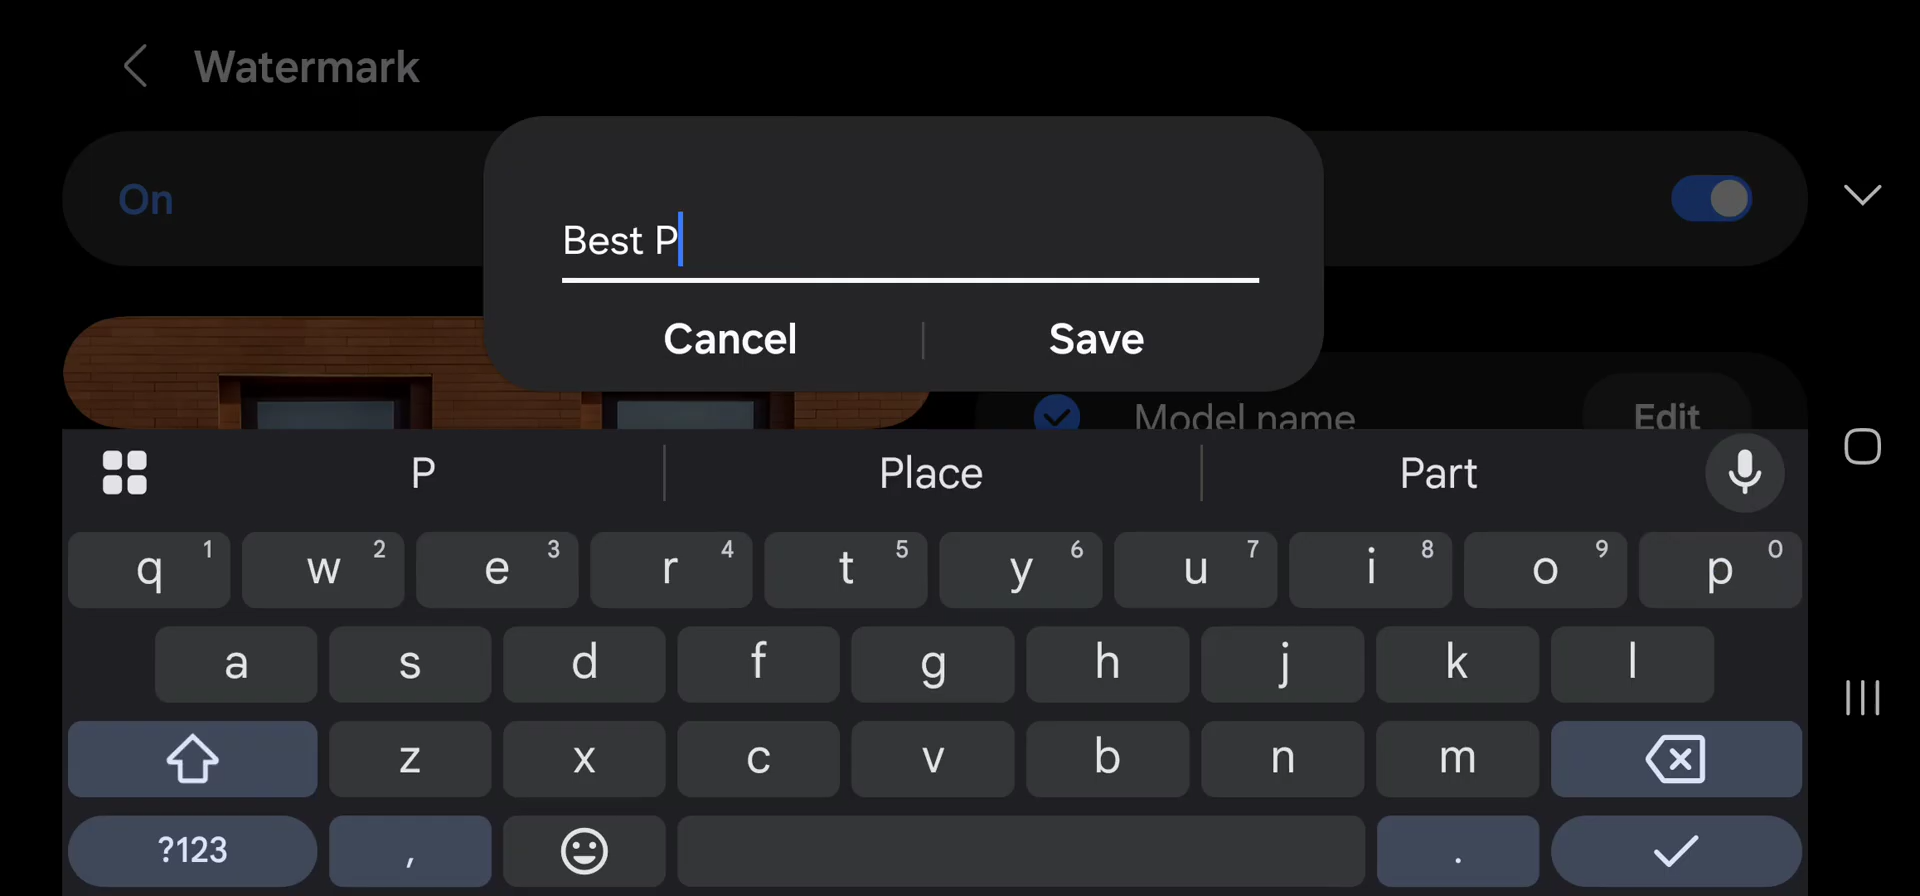 Watermark
On
Best P
Cancel
Save
Model name
Edit
P
Place
Part
q 1 w 2 e 3 r 4 t 5 y 6 u 7 i 8 o 9 p 0
a s d f g h j k l
z x c v b n m
?123 , .